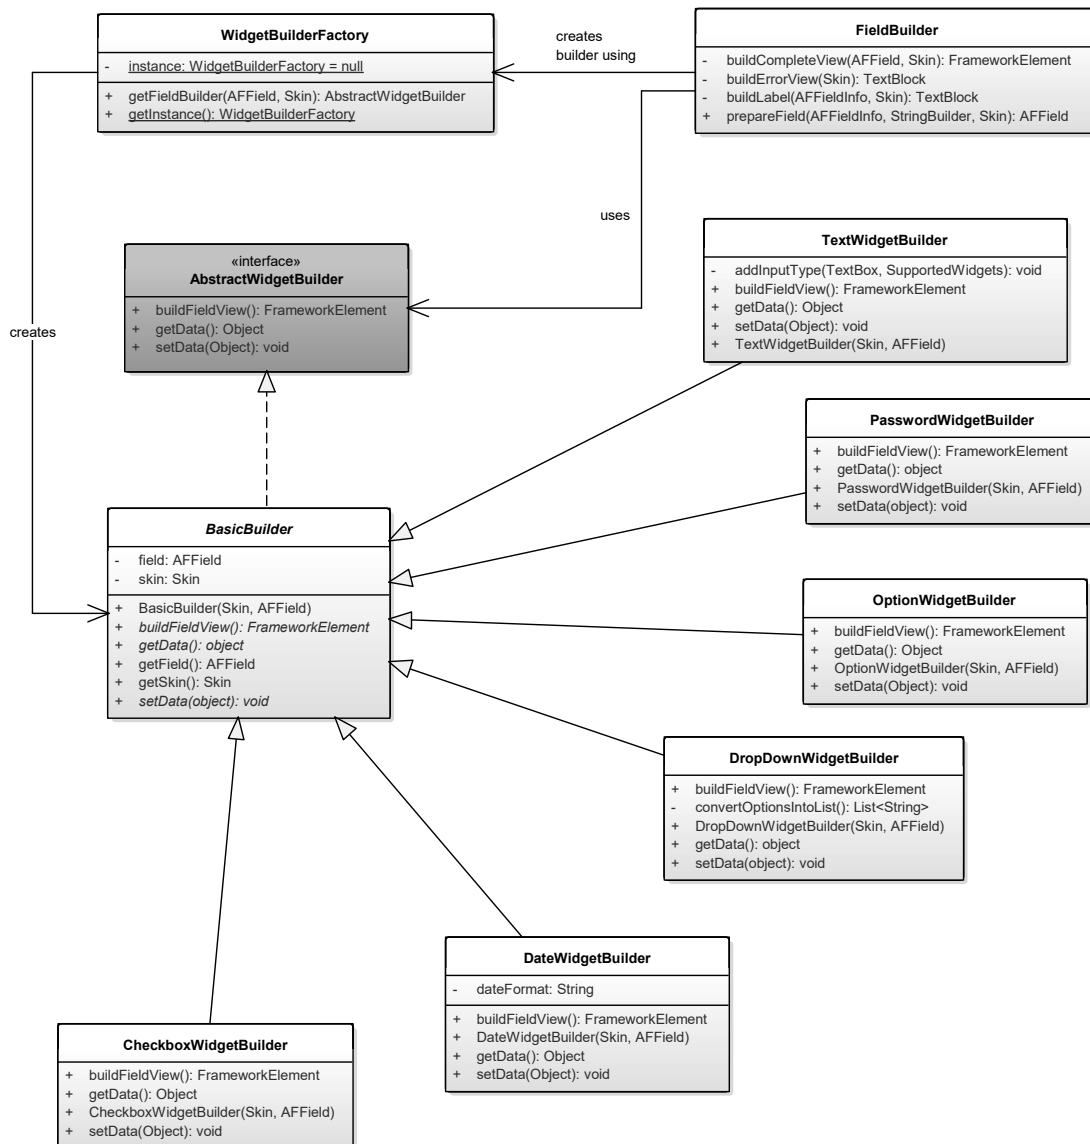 WidgetBuilderFactory
- instance: WidgetBuilderFactory = null
+ getFieldBuilder(AFField, Skin): AbstractWidgetBuilder
+ getInstance(): WidgetBuilderFactory
creates
builder using
FieldBuilder
- buildCompleteView(AFField, Skin): FrameworkElement
- buildErrorView(Skin): TextBlock
- buildLabel(AFFieldInfo, Skin): TextBlock
+ prepareField(AFFieldInfo, StringBuilder, Skin): AFField
uses
creates
«interface»
AbstractWidgetBuilder
+ buildFieldView(): FrameworkElement
+ getData(): Object
+ setData(Object): void
TextWidgetBuilder
- addInputType(TextBox, SupportedWidgets): void
+ buildFieldView(): FrameworkElement
+ getData(): Object
+ setData(Object): void
+ TextWidgetBuilder(Skin, AFField)
PasswordWidgetBuilder
+ buildFieldView(): FrameworkElement
+ getData(): object
+ PasswordWidgetBuilder(Skin, AFField)
+ setData(object): void
BasicBuilder
- field: AFField
- skin: Skin
+ BasicBuilder(Skin, AFField)
+ buildFieldView(): FrameworkElement
+ getData(): object
+ getField(): AFField
+ getSkin(): Skin
+ setData(object): void
OptionWidgetBuilder
+ buildFieldView(): FrameworkElement
+ getData(): Object
+ OptionWidgetBuilder(Skin, AFField)
+ setData(Object): void
DropDownWidgetBuilder
+ buildFieldView(): FrameworkElement
- convertOptionsIntoList(): List<String>
+ DropDownWidgetBuilder(Skin, AFField)
+ getData(): object
+ setData(object): void
DateWidgetBuilder
- dateFormat: String
+ buildFieldView(): FrameworkElement
+ DateWidgetBuilder(Skin, AFField)
+ getData(): Object
+ setData(Object): void
CheckboxWidgetBuilder
+ buildFieldView(): FrameworkElement
+ getData(): Object
+ CheckboxWidgetBuilder(Skin, AFField)
+ setData(Object): void